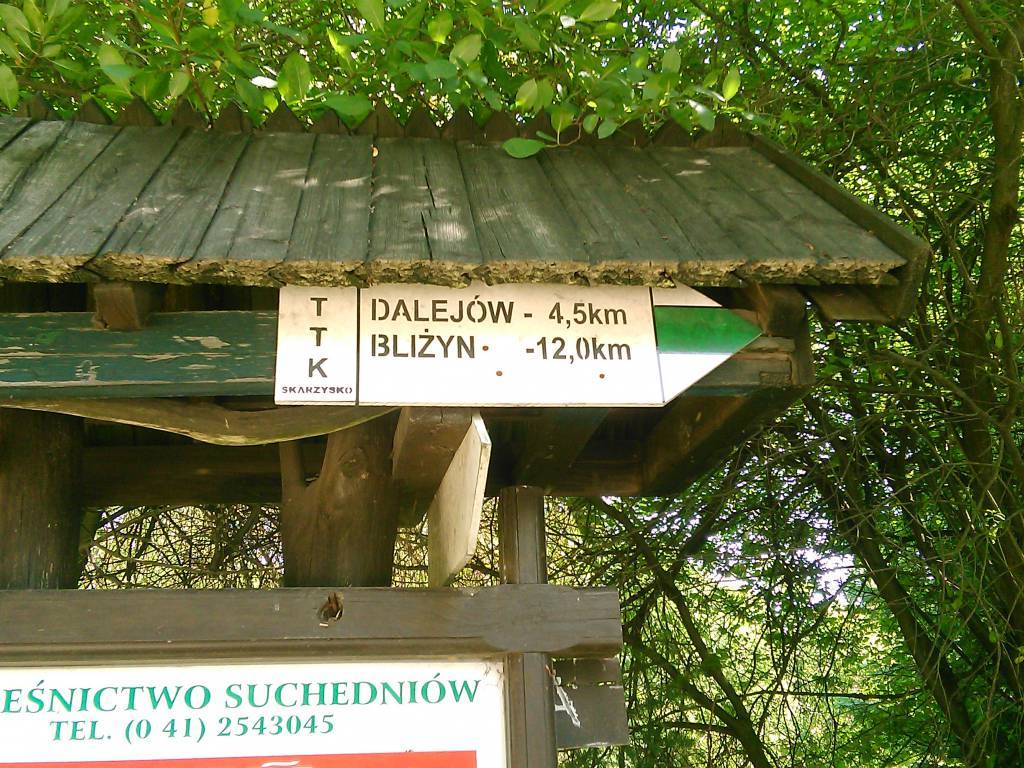 T
T
K
SKARZYSKO
DALEJÓW - 4,5km
BLIŻYN -12,0km
EŚNICTWO SUCHEDNIÓW
TEL. (0 41) 2543045